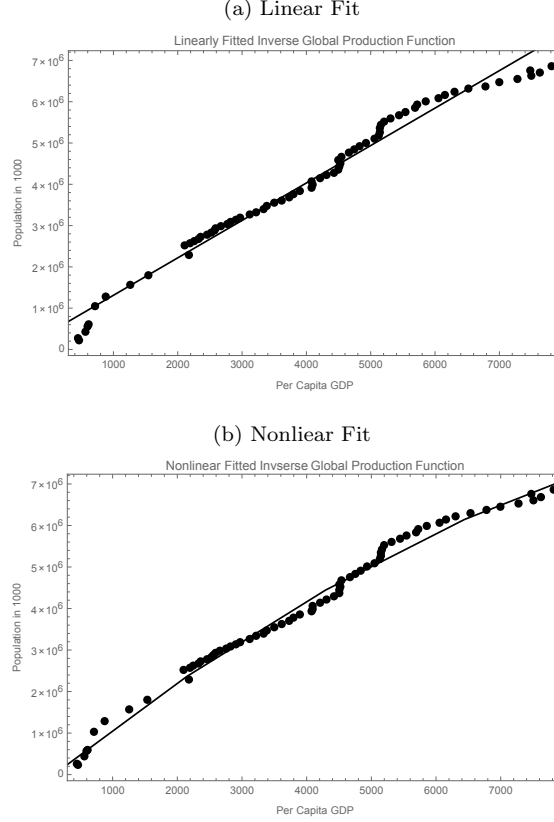 (a) Linear Fit
Linearly Fitted Inverse Global Production Function
Population in 1000
7×10⁶
6×10⁶
5×10⁶
4×10⁶
3×10⁶
2×10⁶
1×10⁶
0
1000 2000 3000 4000 5000 6000 7000
Per Capita GDP
(b) Nonliear Fit
Nonlinear Fitted Invserse Global Production Function
Population in 1000
7×10⁶
6×10⁶
5×10⁶
4×10⁶
3×10⁶
2×10⁶
1×10⁶
0
1000 2000 3000 4000 5000 6000 7000
Per Capita GDP